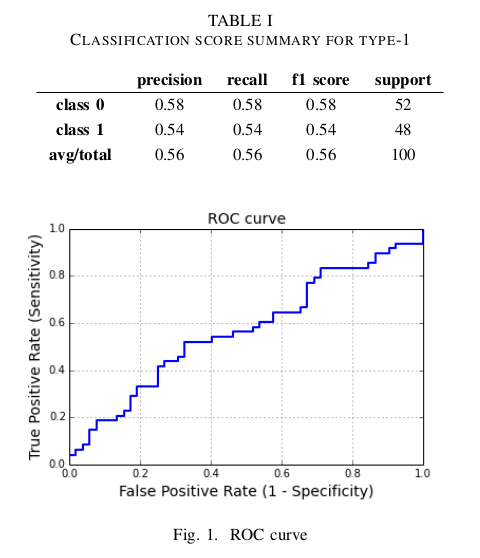 TABLE I
CLASSIFICATION SCORE SUMMARY FOR TYPE-1
precision recall f1 score support
class 0 0.58 0.58 0.58 52
class 1 0.54 0.54 0.54 48
avg/total 0.56 0.56 0.56 100
ROC curve
True Positive Rate (Sensitivity)
1.0
0.8
0.6
0.4
0.2
0.0
0.0 0.2 0.4 0.6 0.8 1.0
False Positive Rate (1 - Specificity)
Fig. 1. ROC curve